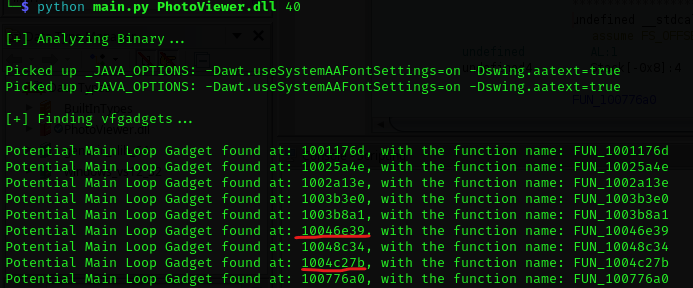 └─$ python main.py PhotoViewer.dll 40
[+] Analyzing Binary...
Picked up _JAVA_OPTIONS: -Dawt.useSystemAAFontSettings=on -Dswing.aatext=true
Picked up _JAVA_OPTIONS: -Dawt.useSystemAAFontSettings=on -Dswing.aatext=true
[+] Finding vfgadgets...
Potential Main Loop Gadget found at: 1001176d, with the function name: FUN_1001176d
Potential Main Loop Gadget found at: 10025a4e, with the function name: FUN_10025a4e
Potential Main Loop Gadget found at: 1002a13e, with the function name: FUN_1002a13e
Potential Main Loop Gadget found at: 1003b3e0, with the function name: FUN_1003b3e0
Potential Main Loop Gadget found at: 1003b8a1, with the function name: FUN_1003b8a1
Potential Main Loop Gadget found at: 10046e39, with the function name: FUN_10046e39
Potential Main Loop Gadget found at: 10048c34, with the function name: FUN_10048c34
Potential Main Loop Gadget found at: 1004c27b, with the function name: FUN_1004c27b
Potential Main Loop Gadget found at: 100776a0, with the function name: FUN_100776a0